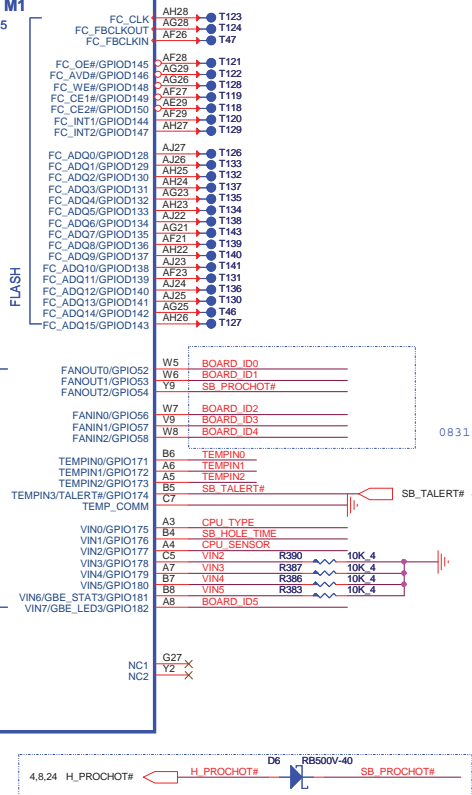 M1
5
FC_CLK AH28 T123
FC_FBCLKOUT AG28 T124
FC_FBCLKIN AF26 T47
FC_OE#/GPIOD145 AF28 T121
FC_AVD#/GPIOD146 AG29 T122
FC_WE#/GPIOD148 AG26 T128
FC_CE1#/GPIOD149 AF27 T119
FC_CE2#/GPIOD150 AE29 T118
FC_INT1/GPIOD144 AF29 T120
FC_INT2/GPIOD147 AH27 T129
FC_ADQ0/GPIOD128 AJ27 T126
FC_ADQ1/GPIOD129 AJ26 T133
FC_ADQ2/GPIOD130 AH25 T132
FC_ADQ3/GPIOD131 AH24 T137
FC_ADQ4/GPIOD132 AG23 T135
FC_ADQ5/GPIOD133 AH23 T134
FC_ADQ6/GPIOD134 AJ22 T138
FC_ADQ7/GPIOD135 AG21 T143
FC_ADQ8/GPIOD136 AF21 T139
FC_ADQ9/GPIOD137 AH22 T140
FC_ADQ10/GPIOD138 AJ23 T141
FC_ADQ11/GPIOD139 AF23 T131
FC_ADQ12/GPIOD140 AJ24 T136
FC_ADQ13/GPIOD141 AJ25 T130
FC_ADQ14/GPIOD142 AG25 T46
FC_ADQ15/GPIOD143 AH26 T127
FLASH
FANOUT0/GPIO52 W5 BOARD_ID0
FANOUT1/GPIO53 W6 BOARD_ID1
FANOUT2/GPIO54 Y9 SB_PROCHOT#
FANIN0/GPIO56 W7 BOARD_ID2
FANIN1/GPIO57 V9 BOARD_ID3
FANIN2/GPIO58 W8 BOARD_ID4
0831
TEMPIN0/GPIO171 B6 TEMPIN0
TEMPIN1/GPIO172 A6 TEMPIN1
TEMPIN2/GPIO173 A5 TEMPIN2
TEMPIN3/TALERT#/GPIO174 B5 SB_TALERT# SB_TALERT#
TEMP_COMM C7
VIN0/GPIO175 A3 CPU_TYPE
VIN1/GPIO176 B4 SB_HOLE_TIME
VIN2/GPIO177 A4 CPU_SENSOR
VIN3/GPIO178 C5 VIN2 R390 10K_4
VIN4/GPIO179 A7 VIN3 R387 10K_4
VIN5/GPIO180 B7 VIN4 R386 10K_4
VIN6/GBE_STAT3/GPIO181 B8 VIN5 R383 10K_4
VIN7/GBE_LED3/GPIO182 A8 BOARD_ID5
NC1 G27
NC2 Y2
D6 RB500V-40
4,8,24 H_PROCHOT# H_PROCHOT# SB_PROCHOT#